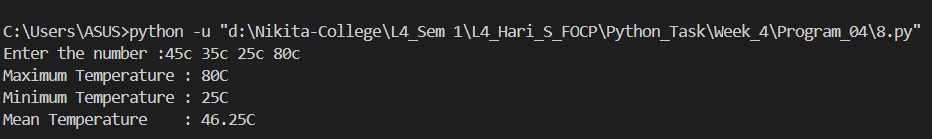 C:\Users\ASUS>python -u "d:\Nikita-College\L4_Sem 1\L4_Hari_S_FOCP\Python_Task\Week_4\Program_04\8.py"
Enter the number :45c 35c 25c 80c
Maximum Temperature : 80C
Minimum Temperature : 25C
Mean Temperature    : 46.25C